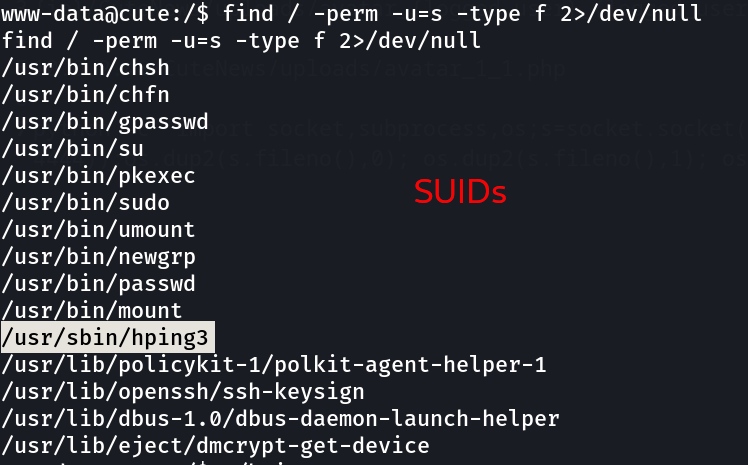 www-data@cute:/$ find / -perm -u=s -type f 2>/dev/null
find / -perm -u=s -type f 2>/dev/null
/usr/bin/chsh
/usr/bin/chfn
/usr/bin/gpasswd
/usr/bin/su
/usr/bin/pkexec
SUIDs
/usr/bin/sudo
/usr/bin/umount
/usr/bin/newgrp
/usr/bin/passwd
/usr/bin/mount
/usr/sbin/hping3
/usr/lib/policykit-1/polkit-agent-helper-1
/usr/lib/openssh/ssh-keysign
/usr/lib/dbus-1.0/dbus-daemon-launch-helper
/usr/lib/eject/dmcrypt-get-device